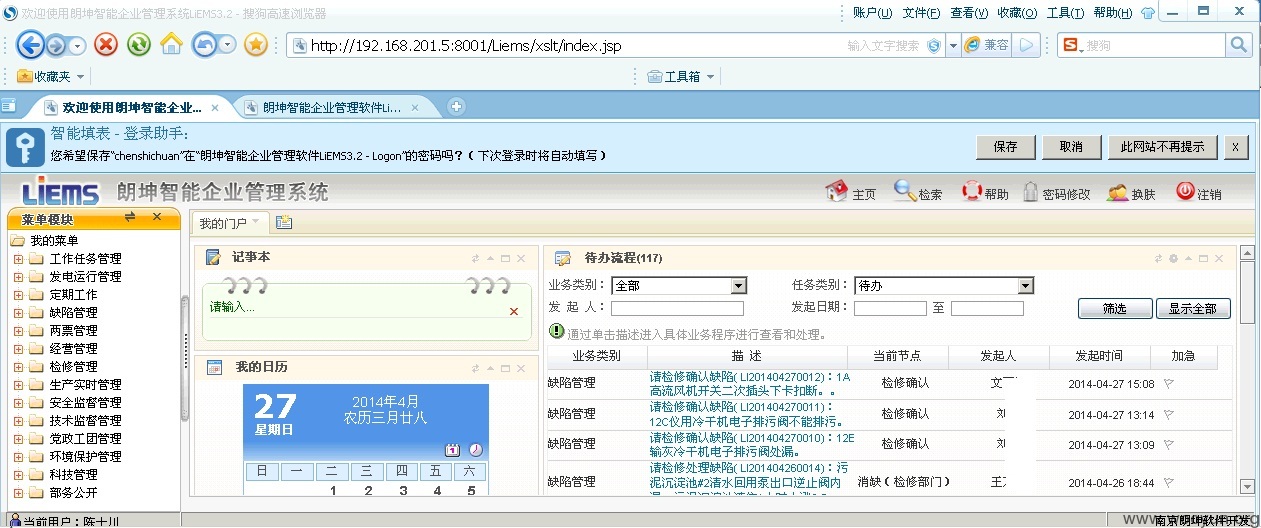 欢迎使用朗坤智能企业管理系统LiEMS3.2 - 搜狗高速浏览器
账户(U) 文件(F) 查看(V) 收藏(O) 工具(T) 帮助(H)
http://192.168.201.5:8001/Liems/xslt/index.jsp 输入文字搜索 兼容 搜狗
收藏夹 工具箱
欢迎使用朗坤智能企业... 朗坤智能企业管理软件Li...
智能填表 - 登录助手:
您希望保存"chenshichuan"在"朗坤智能企业管理软件LiEMS3.2 - Logon"的密码吗？( 下次登录时将自动填写 )
保存 取消 此网站不再提示 X
LiEMS 朗坤智能企业管理系统
主页 检索 帮助 密码修改 换肤 注销
菜单模块
我的门户
我的菜单
工作任务管理
发电运行管理
定期工作
缺陷管理
两票管理
经营管理
检修管理
生产实时管理
安全监督管理
技术监督管理
党政工团管理
环境保护管理
科技管理
部务公开
记事本
请输入...
我的日历
27
星期日
2014年4月
农历三月廿八
日 一 二 三 四 五 六
1 2 3 4 5
待办流程(117)
业务类别： 全部 任务类别： 待办
发 起 人： 发起日期： 至 筛选 显示全部
通过单击描述进入具体业务程序进行查看和处理。
业务类别 描 述 当前节点 发起人 发起时间 加急
缺陷管理 请检修确认缺陷( LI201404270012)：1A 检修确认 文 2014-04-27 15:08
高流风机开关二次插头下卡扣断。。
缺陷管理 请检修确认缺陷( LI201404270011)： 检修确认 2014-04-27 13:14
12C仪用冷干机电子排污阀不能排污。
缺陷管理 请检修确认缺陷( LI201404270010)：12E 检修确认 2014-04-27 13:09
输灰冷干机电子排污阀处漏。
缺陷管理 请检修处理缺陷( LI201404260014)：污 消缺（检修部门） 2014-04-26 18:44
泥沉淀池#2清水回用泵出口逆止阀内
当前用户：陈士川
南京朗坤软件开发